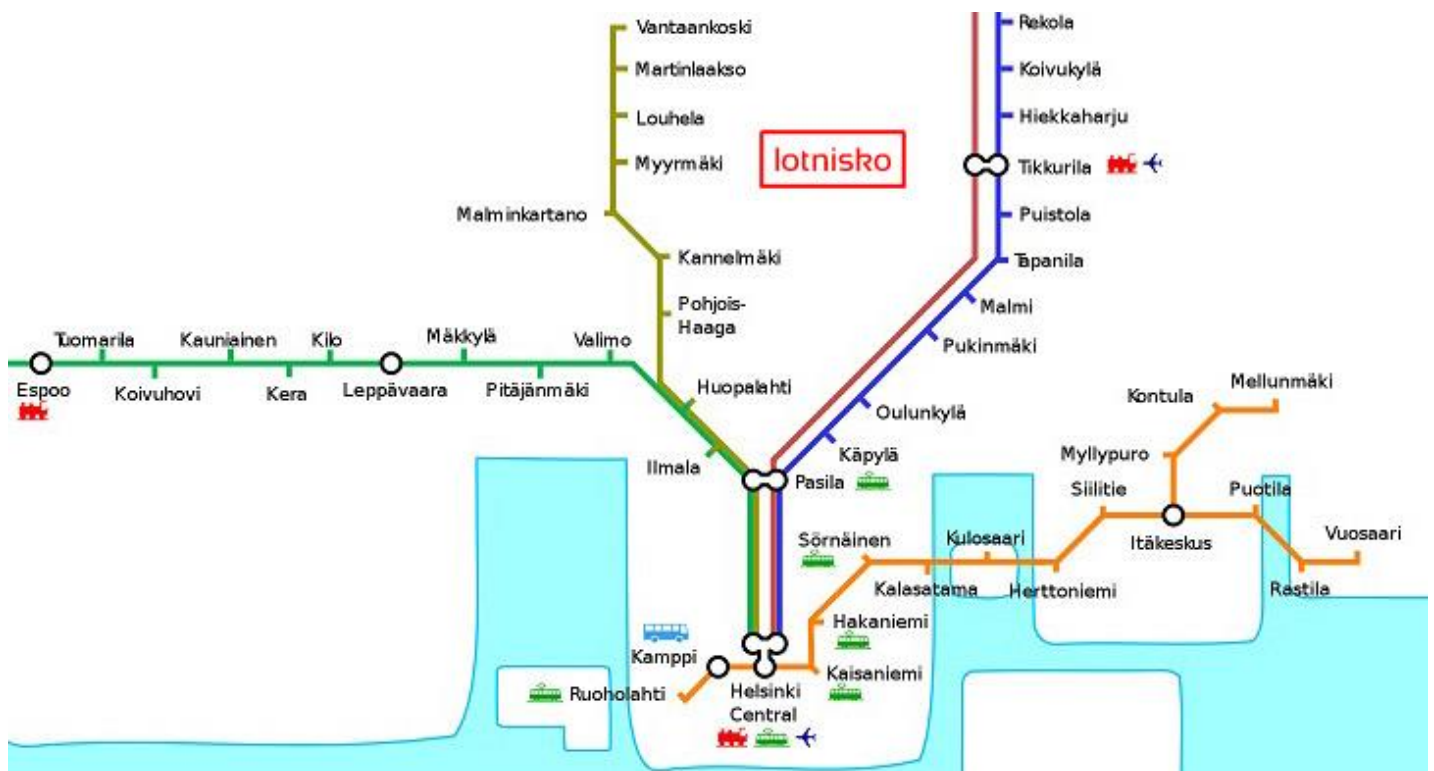 Vantaankoski
Martinlaakso
Louhela
Myyrmäki
Malminkartano
Kannelmäki
Pohjois-
Haaga
Huopalahti
Ilmala
lotnisko
Rekola
Koivukylä
Hiekkaharju
Tikkurila
Puistola
Tapanila
Malmi
Pukinmäki
Oulunkylä
Käpylä
Pasila
Espoo
Tuomarila
Koivuhovi
Kauniainen
Kera
Kilo
Leppävaara
Mäkkylä
Pitäjänmäki
Valimo
Mellunmäki
Kontula
Myllypuro
Siilitie
Itäkeskus
Puotila
Vuosaari
Rastila
Herttoniemi
Kulosaari
Kalasatama
Sörnäinen
Hakaniemi
Kaisaniemi
Helsinki
Central
Kamppi
Ruoholahti